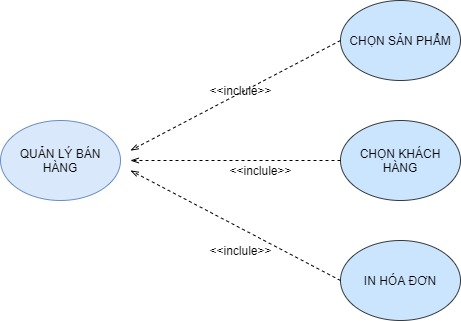 CHỌN SẢN PHẨM
<<inclule>>
QUẢN LÝ BÁN
HÀNG
<<inclule>>
CHỌN KHÁCH
HÀNG
<<inclule>>
IN HÓA ĐƠN